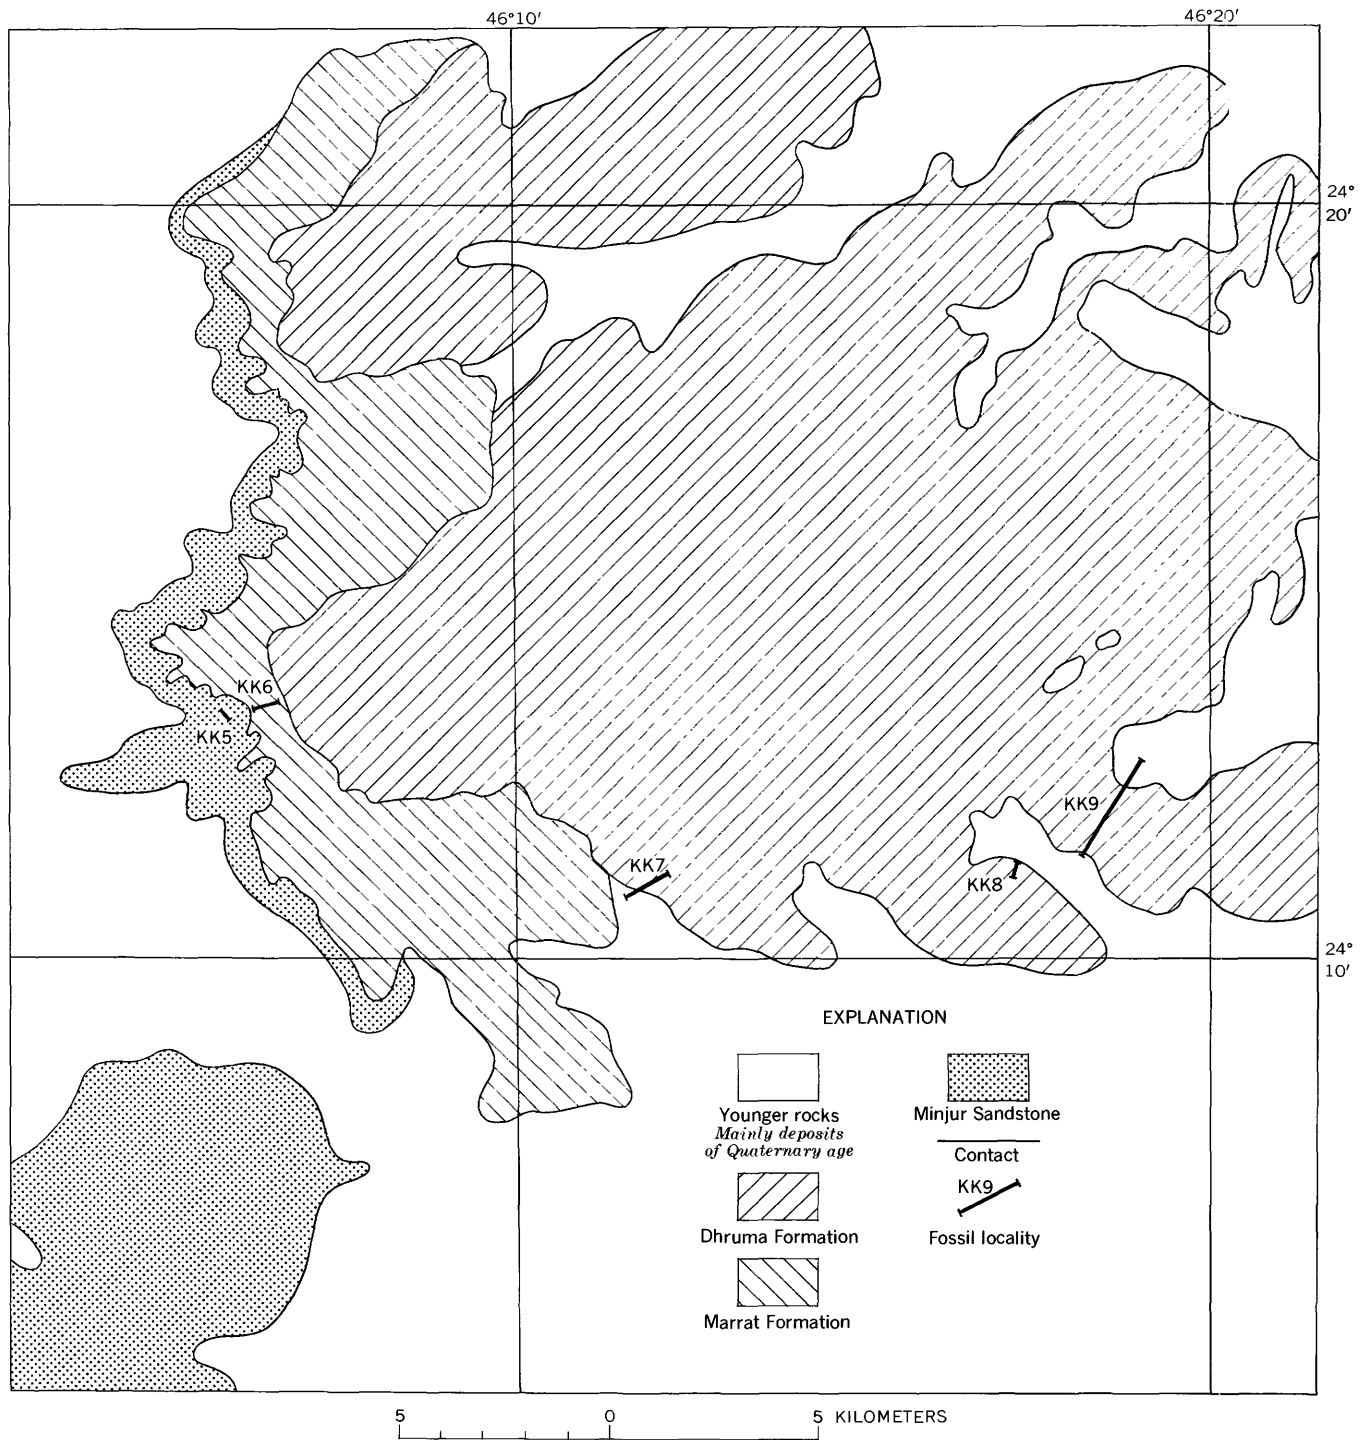 46°10′
46°20′
24°
20′
KK6
KK5
KK9
KK7
KK8
24°
10′
EXPLANATION
Younger rocks
Mainly deposits
of Quaternary age
Dhruma Formation
Marrat Formation
Minjur Sandstone
Contact
KK9
Fossil locality
5 0 5 KILOMETERS